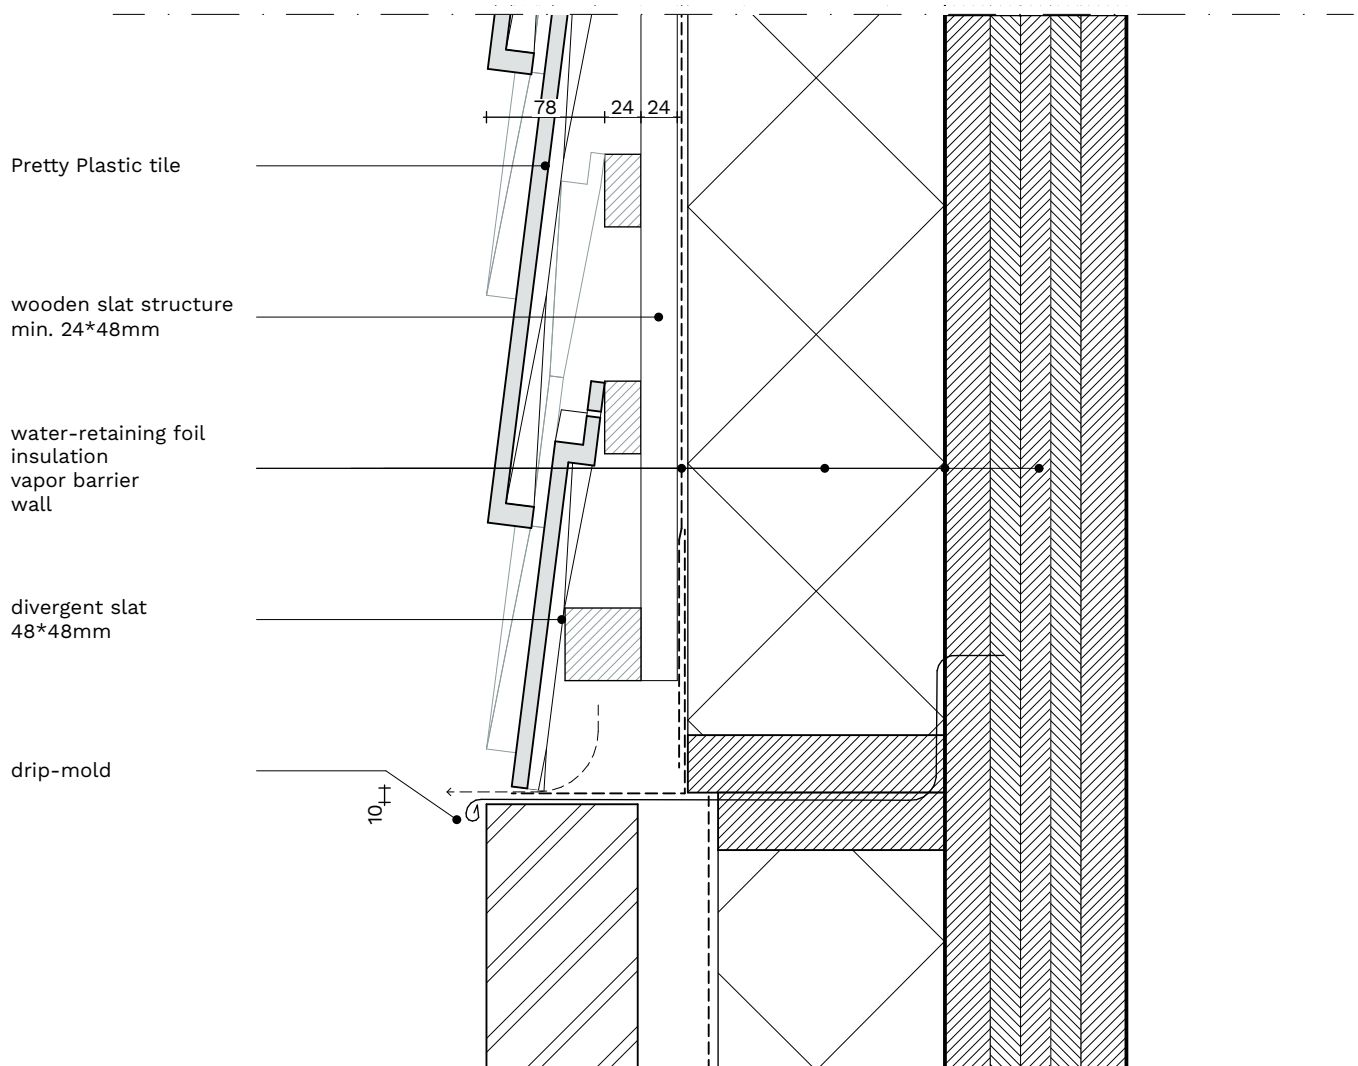 78 24 24
Pretty Plastic tile
wooden slat structure
min. 24*48mm
water-retaining foil
insulation
vapor barrier
wall
divergent slat
48*48mm
drip-mold
10